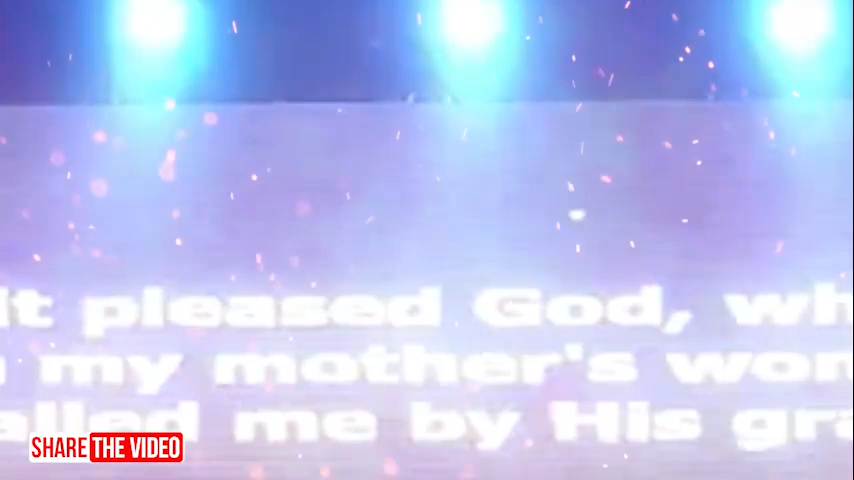 it pleased God, wh
my mother's wom
alled me by His gra
SHARE THE VIDEO